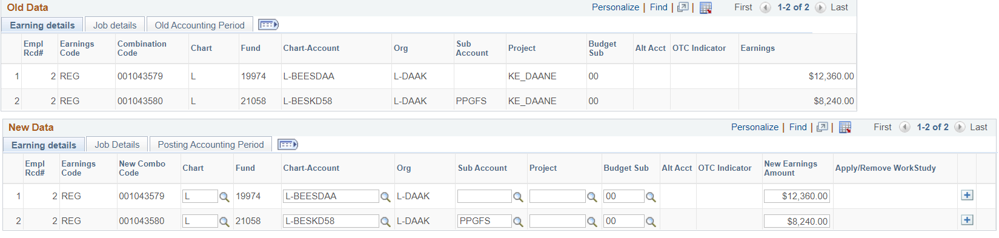 Old Data Personalize | Find | | First 1-2 of 2 Last
Earning details Job details Old Accounting Period
Empl Rcd# Earnings Code Combination Code Chart Fund Chart-Account Org Sub Account Project Budget Sub Alt Acct OTC Indicator Earnings
1 2 REG 001043579 L 19974 L-BEESDAA L-DAAK KE_DAANE 00 $12,360.00
2 2 REG 001043580 L 21058 L-BESKD58 L-DAAK PPGFS KE_DAANE 00 $8,240.00
New Data Personalize | Find | | First 1-2 of 2 Last
Earning details Job Details Posting Accounting Period
Empl Rcd# Earnings Code New Combo Code Chart Fund Chart-Account Org Sub Account Project Budget Sub Alt Acct OTC Indicator New Earnings Amount Apply/Remove WorkStudy
1 2 REG 001043579 L 19974 L-BEESDAA L-DAAK 00 $12,360.00
2 2 REG 001043580 L 21058 L-BESKD58 L-DAAK PPGFS 00 $8,240.00